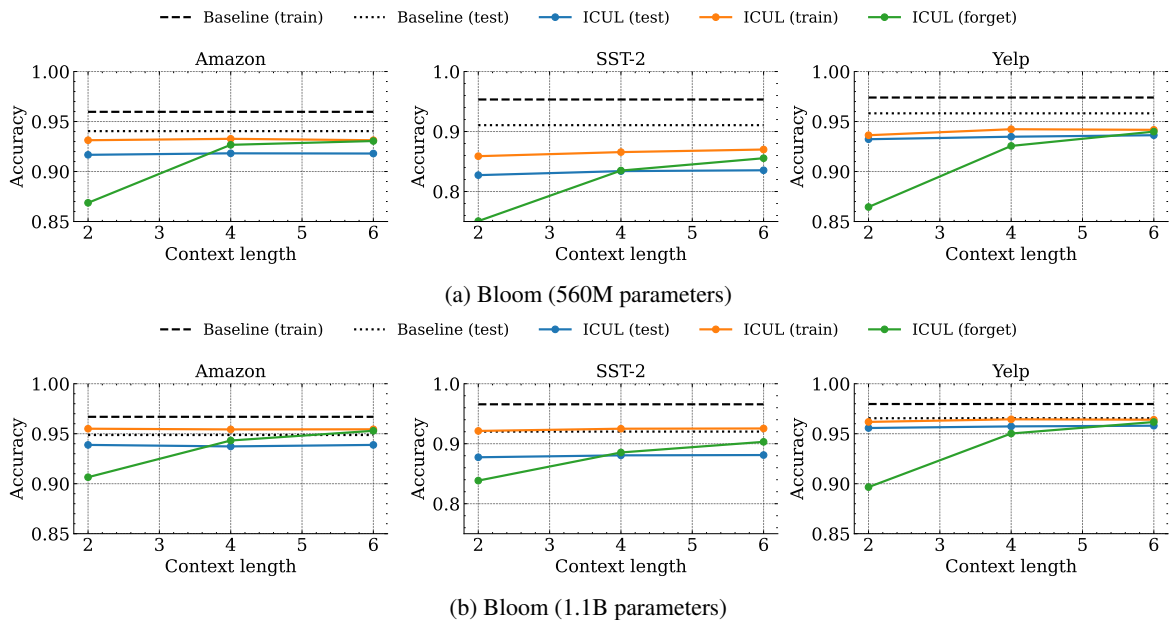 Baseline (train) Baseline (test) ICUL (test) ICUL (train) ICUL (forget)
Amazon SST-2 Yelp
1.00 1.0 1.00
0.95 0.9 0.95
0.90 0.8 0.90
0.85 0.85
Accuracy Accuracy Accuracy
2 3 4 5 6 2 3 4 5 6 2 3 4 5 6
Context length Context length Context length
(a) Bloom (560M parameters)
Baseline (train) Baseline (test) ICUL (test) ICUL (train) ICUL (forget)
Amazon SST-2 Yelp
1.00 1.0 1.00
0.95 0.9 0.95
0.90 0.8 0.90
0.85 0.85
Accuracy Accuracy Accuracy
2 3 4 5 6 2 3 4 5 6 2 3 4 5 6
Context length Context length Context length
(b) Bloom (1.1B parameters)